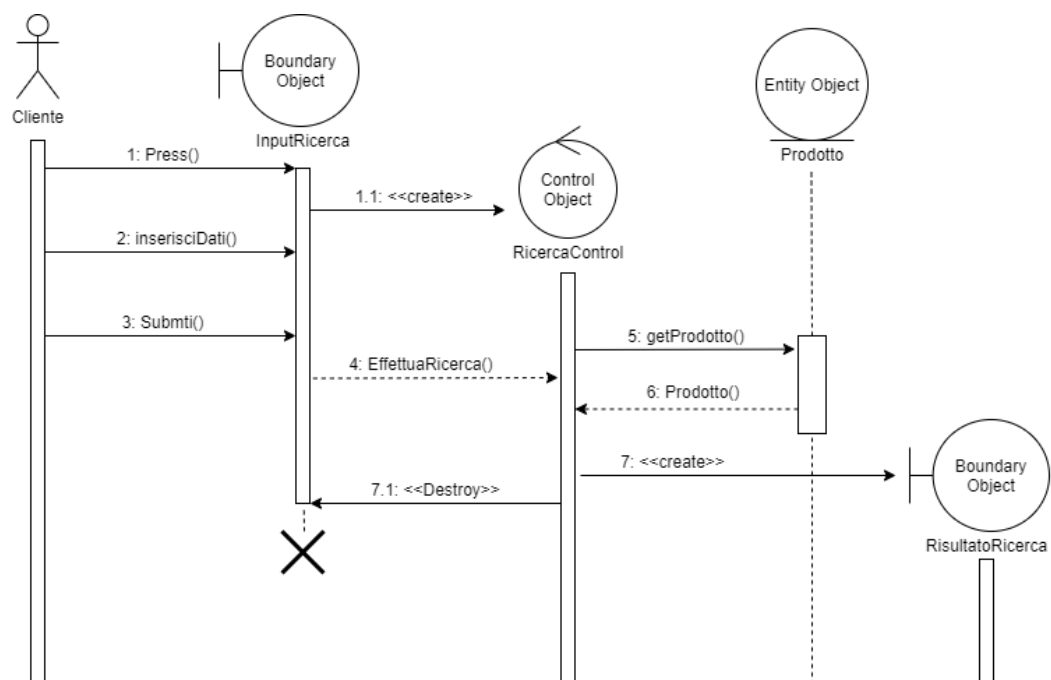 Boundary
Object
Entity Object
Cliente
InputRicerca
Prodotto
1: Press()
1.1: <<create>>
Control
Object
2: inserisciDati()
RicercaControl
3: Submti()
5: getProdotto()
4: EffettuaRicerca()
6: Prodotto()
7: <<create>>
Boundary
Object
7.1: <<Destroy>>
RisultatoRicerca